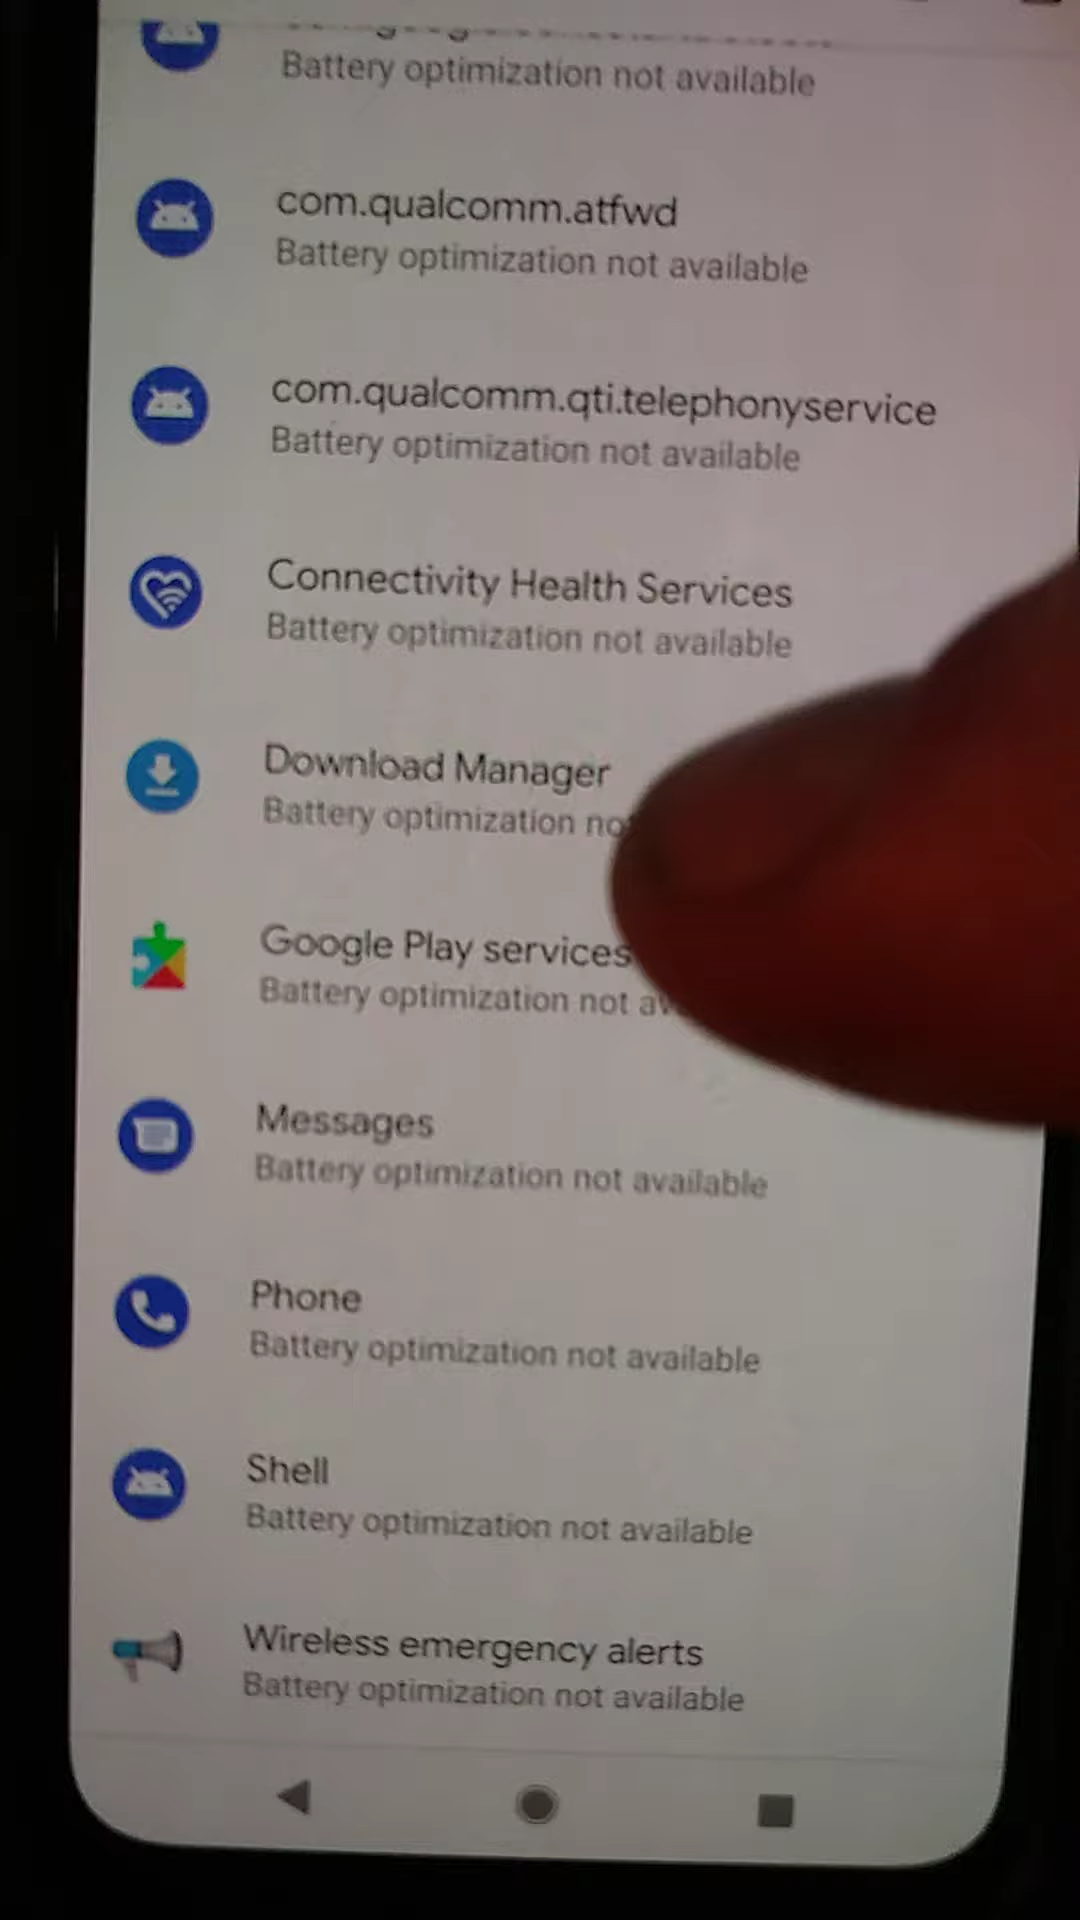 Battery optimization not available
com.qualcomm.atfwd
Battery optimization not available
com.qualcomm.qti.telephonyservice
Battery optimization not available
Connectivity Health Services
Battery optimization not available
Download Manager
Battery optimization
Google Play services
Battery optimization not
Messages
Battery optimization not available
Phone
Battery optimization not available
Shell
Battery optimization not available
Wireless emergency alerts
Battery optimization not available